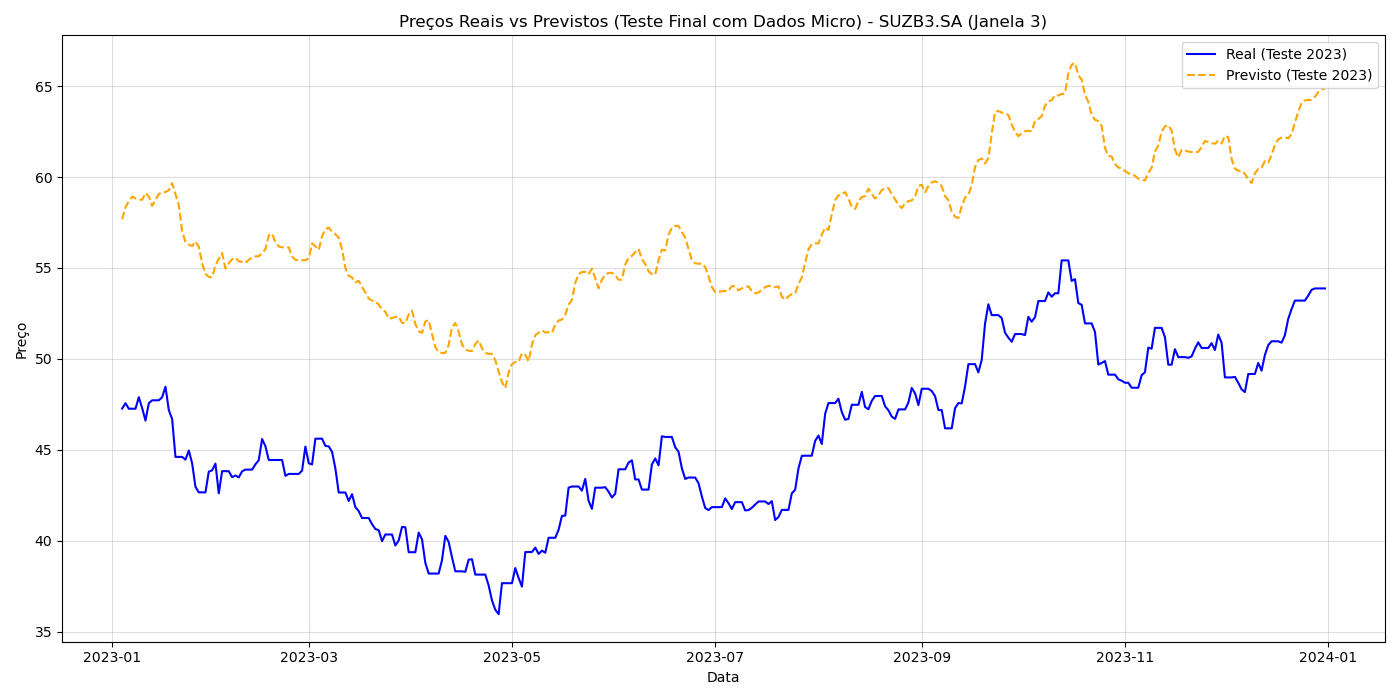 Preços Reais vs Previstos (Teste Final com Dados Micro) - SUZB3.SA (Janela 3)
Real (Teste 2023)
Previsto (Teste 2023)
Preço
65
60
55
50
45
40
35
2023-01
2023-03
2023-05
2023-07
2023-09
2023-11
2024-01
Data